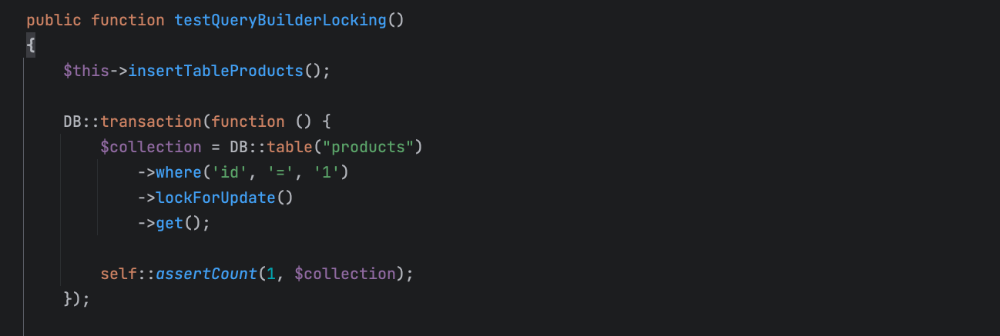 public function testQueryBuilderLocking()
{
    $this->insertTableProducts();
    DB::transaction(function () {
        $collection = DB::table("products")
            ->where('id', '=', '1')
            ->lockForUpdate()
            ->get();
        self::assertCount(1, $collection);
    });